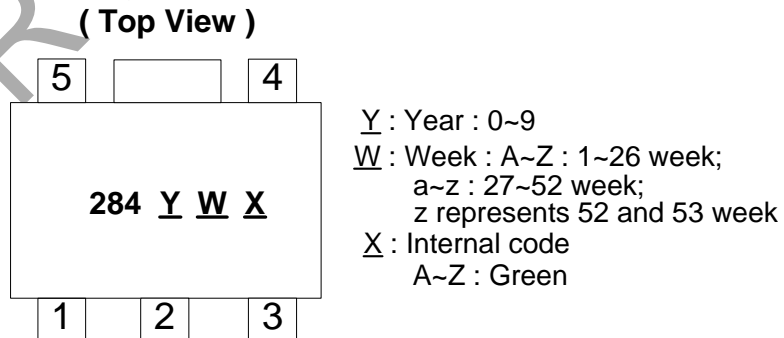 R
( Top View )
5 4
284 Y W X
1 2 3
Y : Year : 0~9
W : Week : A~Z : 1~26 week;
a~z : 27~52 week;
z represents 52 and 53 week
X : Internal code
A~Z : Green